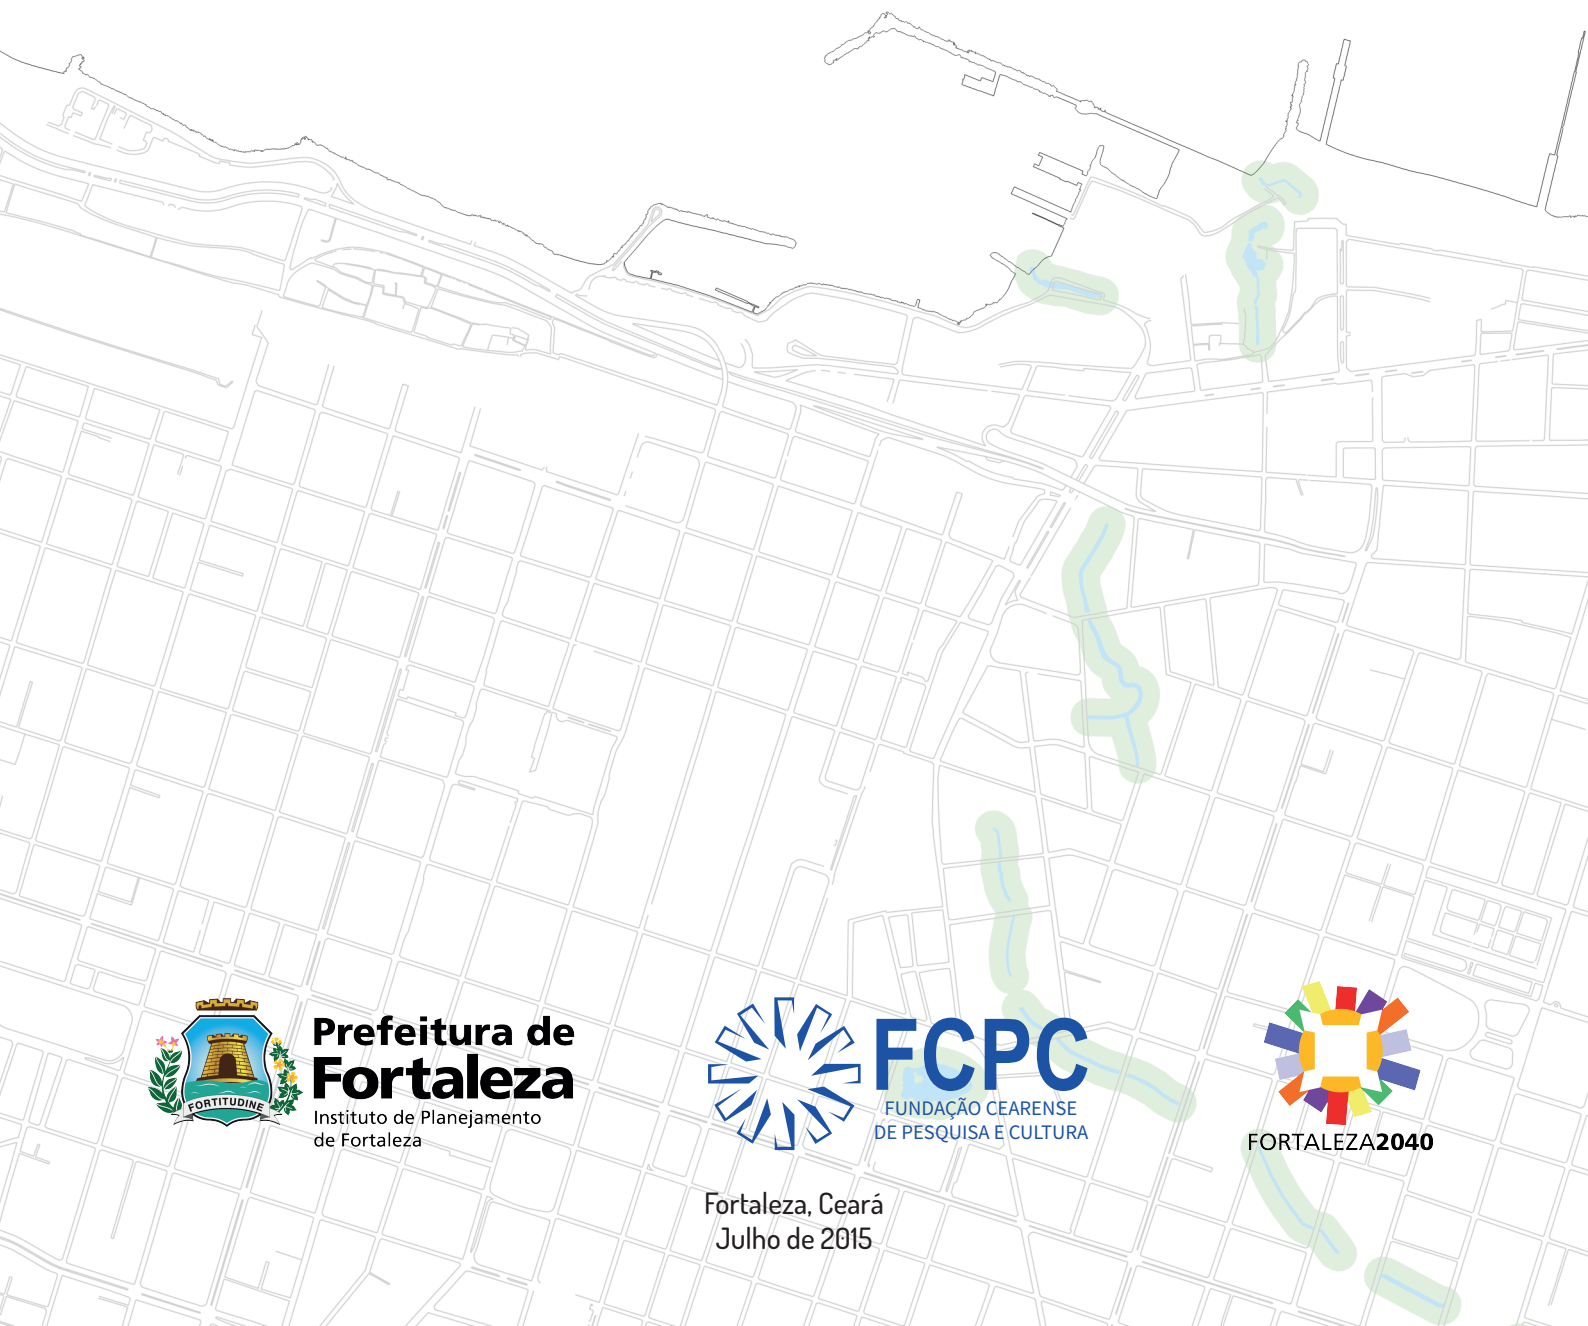 FORTITUDINE
Prefeitura de
Fortaleza
Instituto de Planejamento
de Fortaleza
FCPC
FUNDAÇÃO CEARENSE
DE PESQUISA E CULTURA
FORTALEZA2040
Fortaleza, Ceará
Julho de 2015